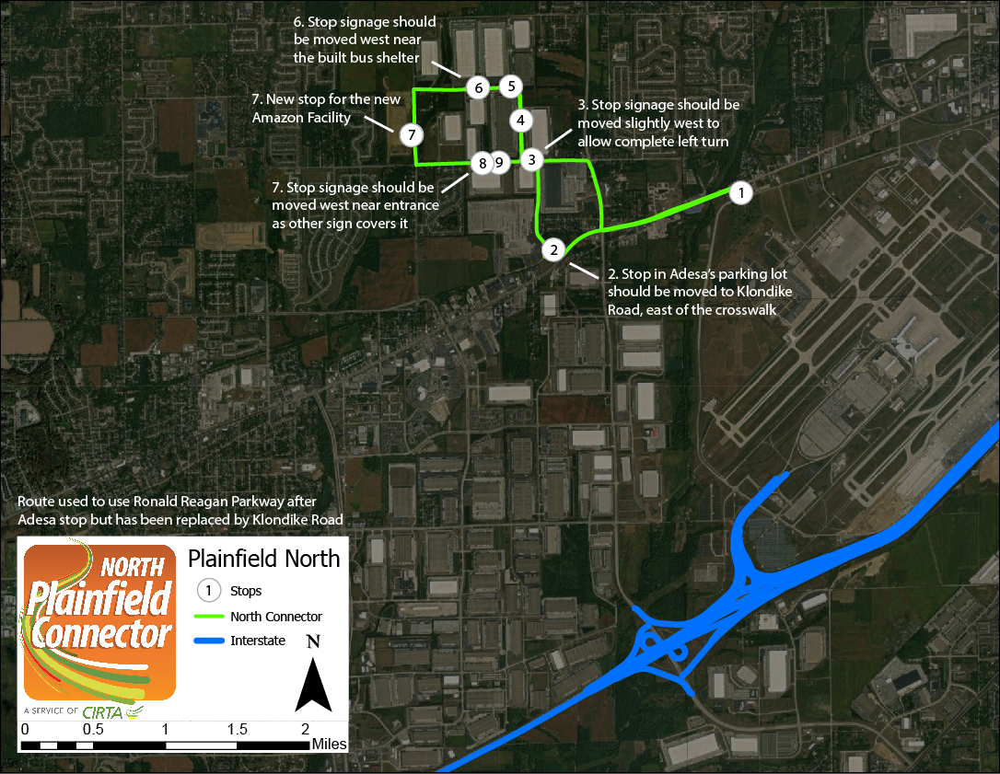 6. Stop signage should
be moved west near
the built bus shelter
6
5
7. New stop for the new
Amazon Facility
4
3. Stop signage should be
moved slightly west to
allow complete left turn
7
8
9
3
7. Stop signage should be
moved west near entrance
as other sign covers it
1
2
2. Stop in Adesa's parking lot
should be moved to Klondike
Road, east of the crosswalk
Route used to use Ronald Reagan Parkway after
Adesa stop but has been replaced by Klondike Road
NORTH
Plainfield
Connector
A SERVICE OF CIRTA
Plainfield North
1 Stops
North Connector
Interstate
N
0 0.5 1 1.5 2
Miles